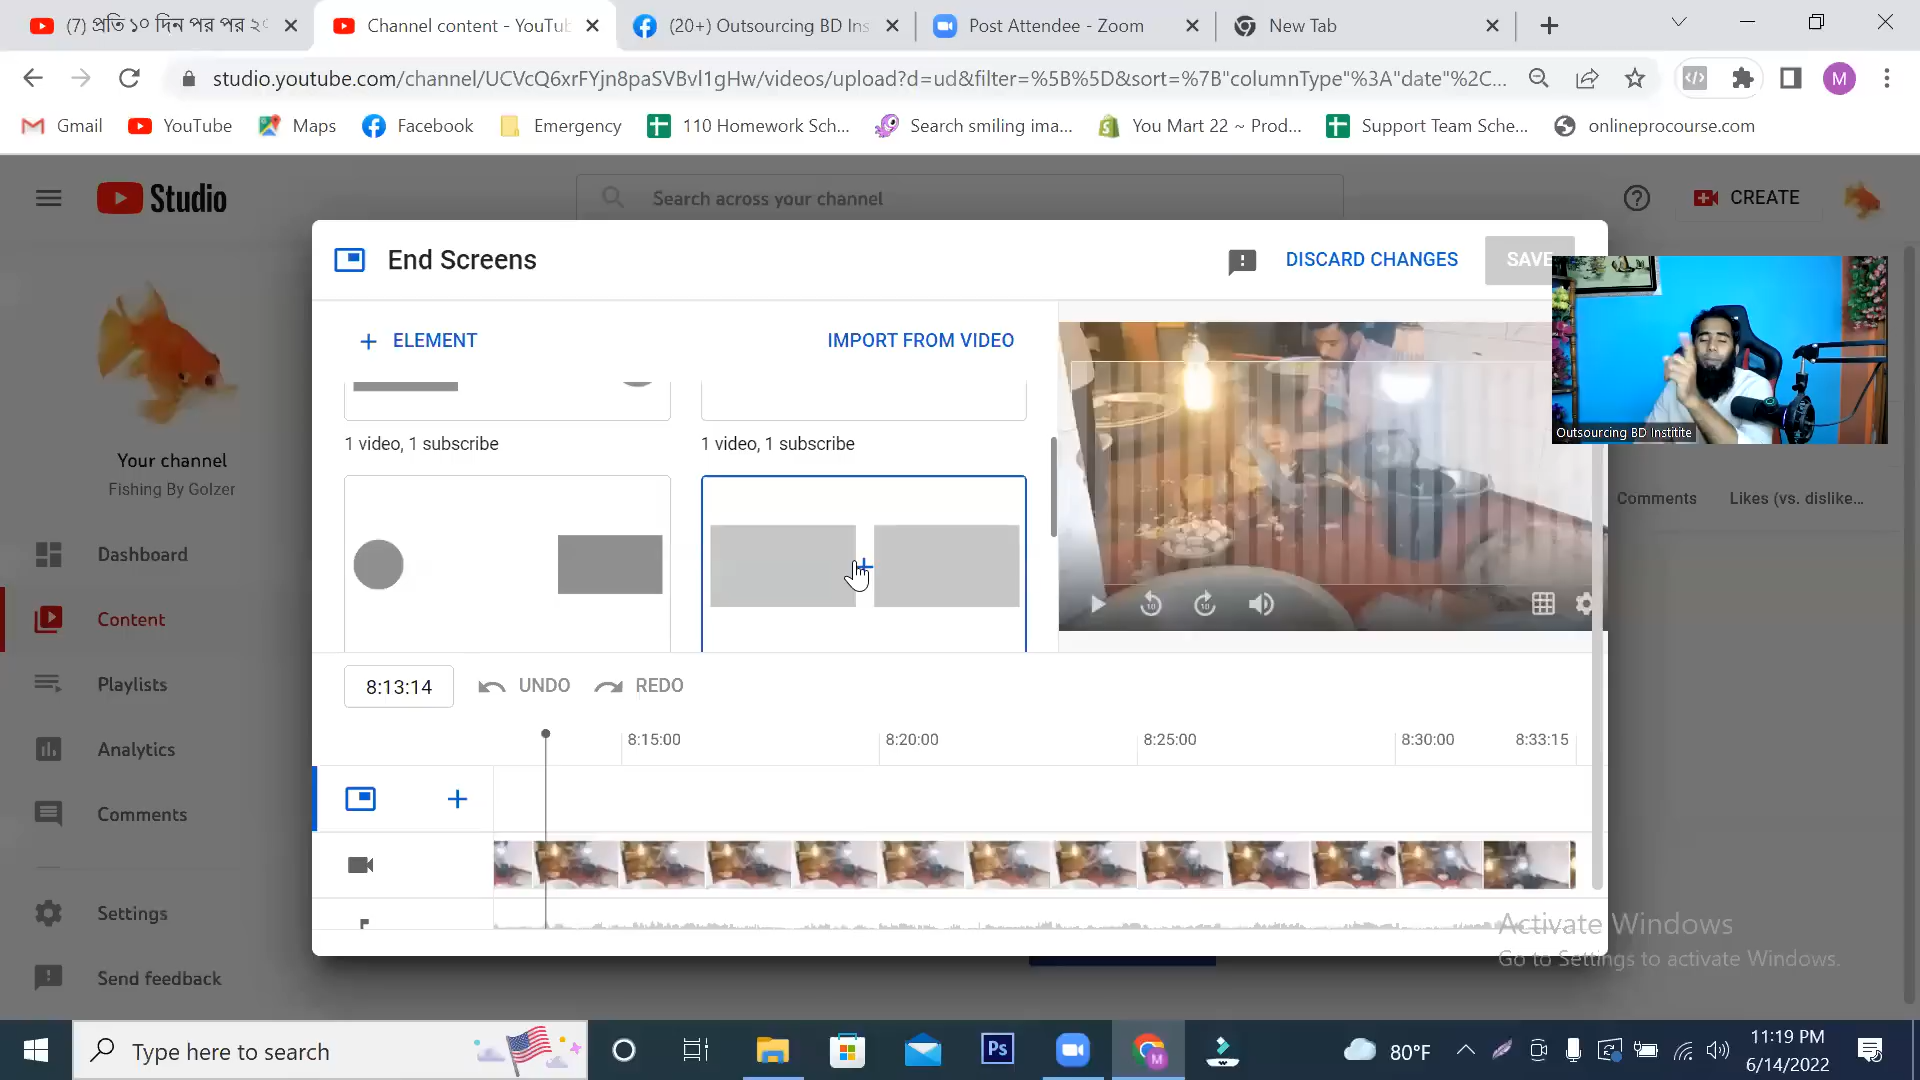 (7) প্রতি ১০ দিন পর পর ২৫
Channel content - YouTub
(20+) Outsourcing BD Ins
Post Attendee - Zoom
New Tab
studio.youtube.com/channel/UCVcQ6xrFYjn8paSVBvl1gHw/videos/upload?d=ud&filter=%5B%5D&sort=%7B"columnType"%3A"date"%2C...
M
Gmail
YouTube
Maps
Facebook
Emergency
110 Homework Sch...
Search smiling ima...
You Mart 22 ~ Prod...
Support Team Sche...
onlineprocourse.com
Studio
Search across your channel
CREATE
End Screens
DISCARD CHANGES
SAVE
ELEMENT
IMPORT FROM VIDEO
Outsourcing BD Institite
1 video, 1 subscribe
1 video, 1 subscribe
Your channel
Fishing By Golzer
Comments
Likes (vs. dislike...
Dashboard
Content
Playlists
Analytics
Comments
Settings
Send feedback
10
10
8:13:14
UNDO
REDO
8:15:00
8:20:00
8:25:00
8:30:00
8:33:15
Activate Windows
Go to Settings to activate Windows.
Type here to search
Ps
M
80°F
11:19 PM
6/14/2022